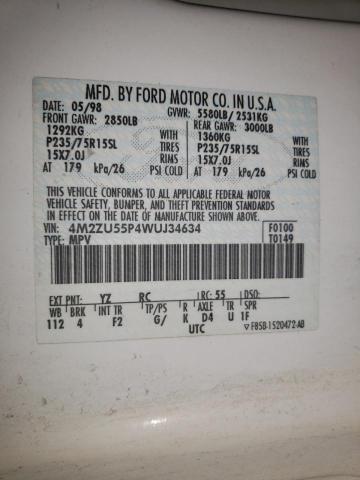 MFD. BY FORD MOTOR CO. IN U.S.A.
DATE: 05/98 GVWR: 5580LB/ 2531KG
FRONT GAWR: 2850LB REAR GAWR: 3000LB
1292KG WITH 1360KG WITH
P235/75R15SL TIRES P235/75R15SL TIRES
15X7.0J RIMS 15X7.0J RIMS
AT 179 kPa/26 PSI COLD AT 179 kPa/26 PSI COLD
THIS VEHICLE CONFORMS TO ALL APPLICABLE FEDERAL MOTOR
VEHICLE SAFETY, BUMPER, AND THEFT PREVENTION STANDARDS
IN EFFECT ON THE DATE OF MANUFACTURE SHOWN ABOVE.
VIN: 4M2ZU55P4WUJ34634 F0100
TYPE: MPV T0149
EXT PNT: YZ RC: RC: 55 DSO:
WB BRK INT TR TP/PS R AXLE TR S
112 4 F2 G/ K D4 U 1F
UTC ▽ F85B-1520472-AB